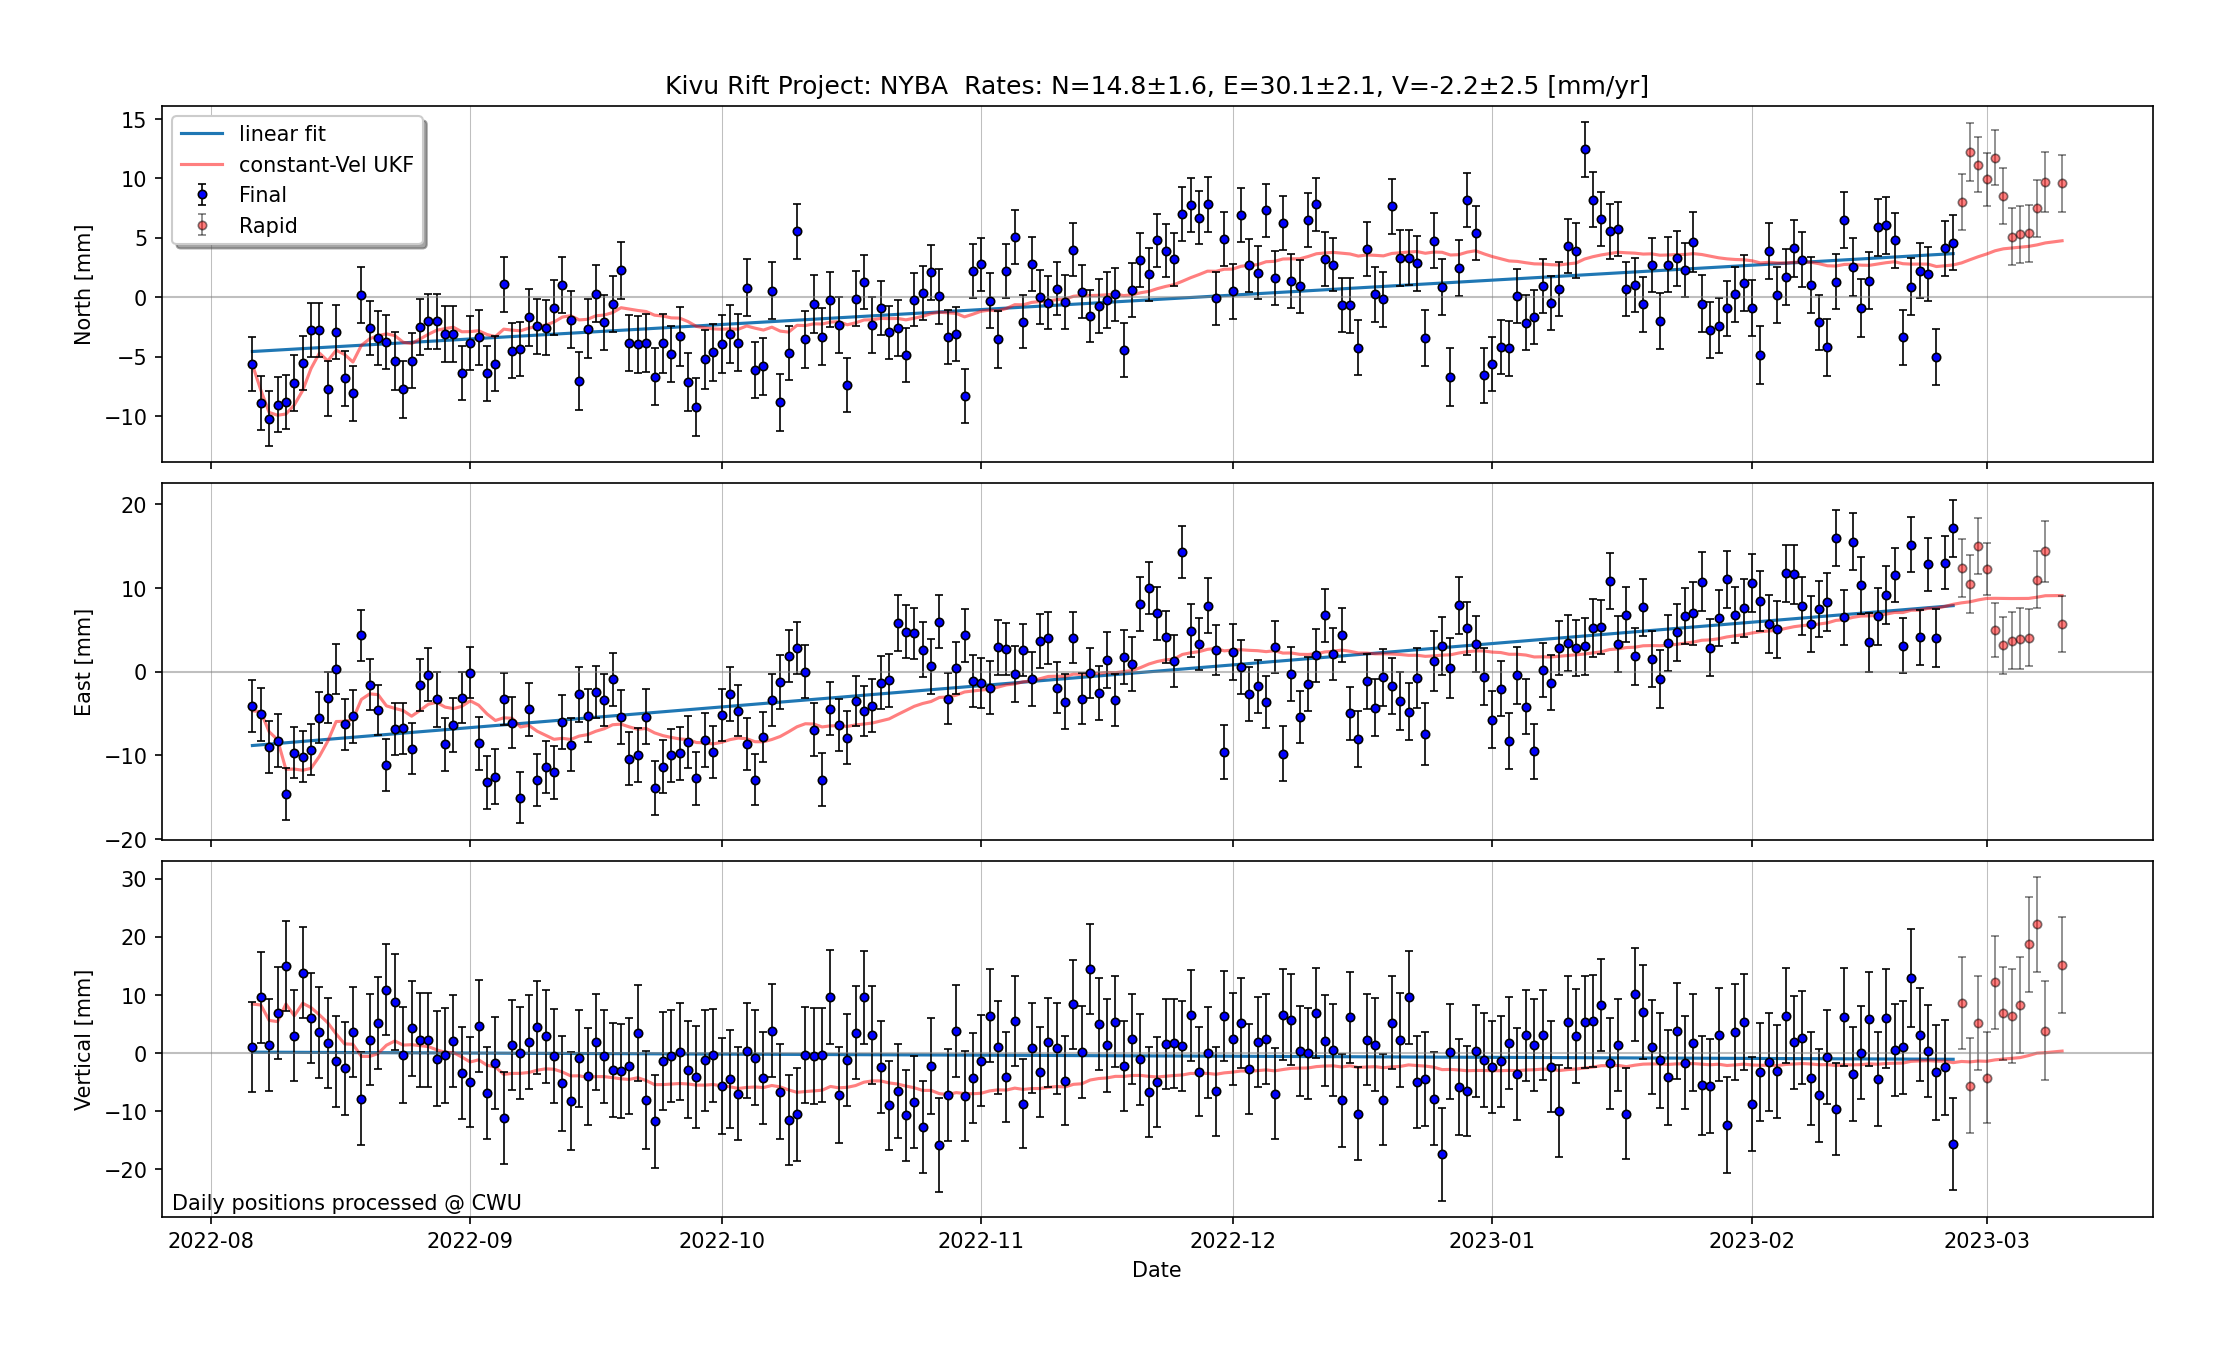 Kivu Rift Project: NYBA  Rates: N=14.8±1.6, E=30.1±2.1, V=-2.2±2.5 [mm/yr]
linear fit
constant-Vel UKF
Final
Rapid
North [mm]
15
10
5
0
−5
−10
East [mm]
20
10
0
−10
−20
Vertical [mm]
30
20
10
0
−10
−20
Daily positions processed @ CWU
2022-08 2022-09 2022-10 2022-11 2022-12 2023-01 2023-02 2023-03
Date